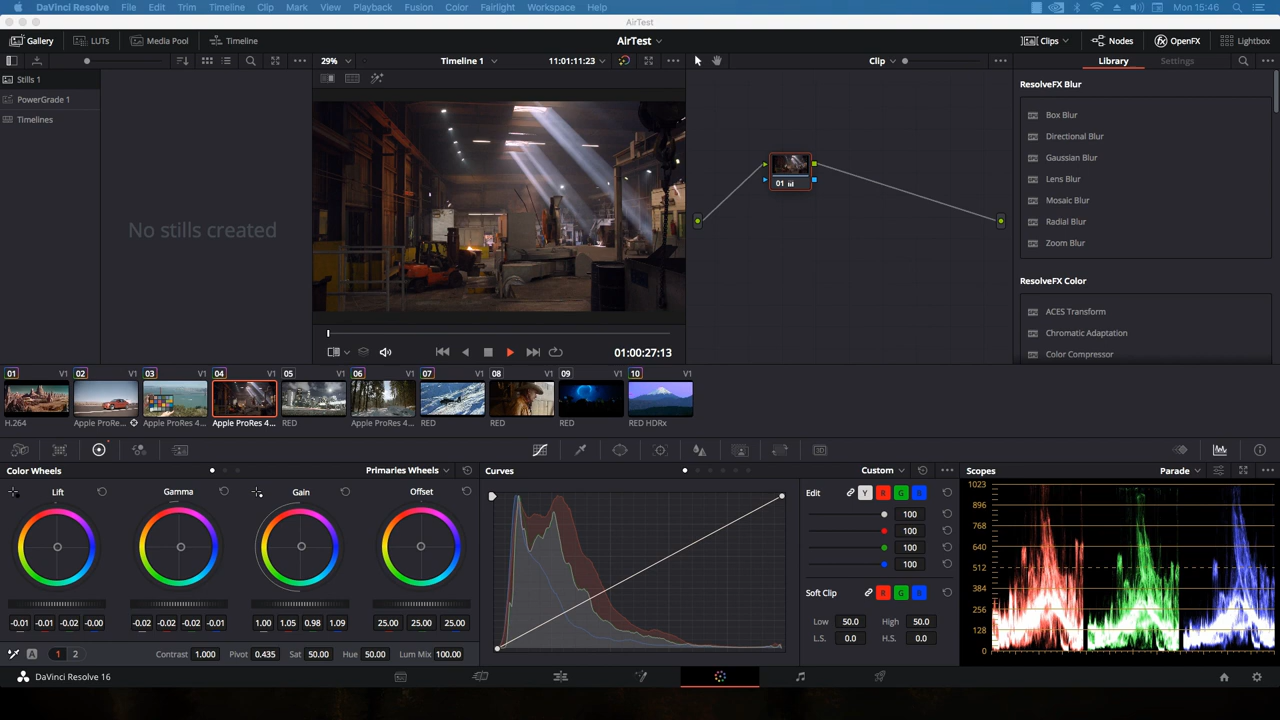 DaVinci Resolve File Edit Trim Timeline Clip Mark View Playback Fusion Color Fairlight Workspace Help Mon 15:46
AirTest
Gallery LUTs Media Pool Timeline AirTest Clips Nodes OpenFX Lightbox
29% Timeline 1 11:01:11:23 Clip Library Settings
Stills 1
PowerGrade 1
Timelines
No stills created
01
ResolveFX Blur
Box Blur
Directional Blur
Gaussian Blur
Lens Blur
Mosaic Blur
Radial Blur
Zoom Blur
ResolveFX Color
ACES Transform
Chromatic Adaptation
Color Compressor
01:00:27:13
01 V1 02 V1 03 V1 04 V1 05 V1 06 V1 07 V1 08 V1 09 V1 10 V1
H.264 Apple ProRe... Apple ProRes 4... Apple ProRes 4... RED Apple ProRes 4... RED RED RED RED HDRx
Color Wheels Primaries Wheels Curves Custom Scopes Parade
Lift Gamma Gain Offset
-0.01 -0.01 -0.02 -0.00 -0.02 -0.02 -0.02 -0.01 1.00 1.05 0.98 1.09 25.00 25.00 25.00
A 1 2 Contrast 1.000 Pivot 0.435 Sat 50.00 Hue 50.00 Lum Mix 100.00
Edit Y R G B
100
100
100
100
Soft Clip R G B
Low 50.0 High 50.0
L.S. 0.0 H.S. 0.0
1023
896
768
640
512
384
256
128
0
DaVinci Resolve 16